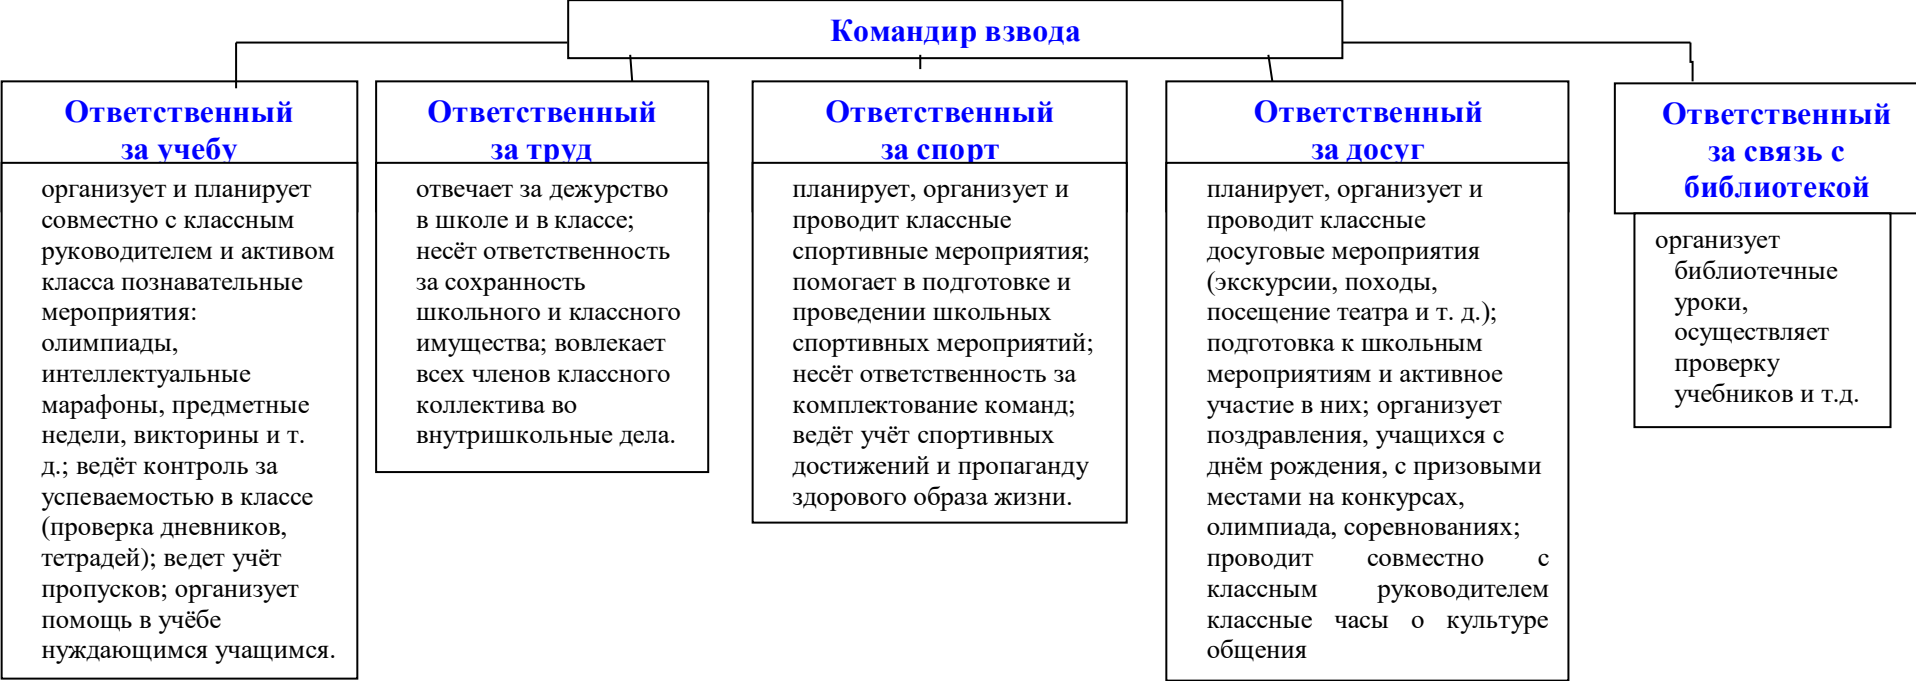 Командир взвода
Ответственный
за учебу
организует и планирует
совместно с классным
руководителем и активом
класса познавательные
мероприятия:
олимпиады,
интеллектуальные
марафоны, предметные
недели, викторины и т.
д.; ведёт контроль за
успеваемостью в классе
(проверка дневников,
тетрадей); ведет учёт
пропусков; организует
помощь в учёбе
нуждающимся учащимся.
Ответственный
за труд
отвечает за дежурство
в школе и в классе;
несёт ответственность
за сохранность
школьного и классного
имущества; вовлекает
всех членов классного
коллектива во
внутришкольные дела.
Ответственный
за спорт
планирует, организует и
проводит классные
спортивные мероприятия;
помогает в подготовке и
проведении школьных
спортивных мероприятий;
несёт ответственность за
комплектование команд;
ведёт учёт спортивных
достижений и пропаганду
здорового образа жизни.
Ответственный
за досуг
планирует, организует и
проводит классные
досуговые мероприятия
(экскурсии, походы,
посещение театра и т. д.);
подготовка к школьным
мероприятиям и активное
участие в них; организует
поздравления, учащихся с
днём рождения, с призовыми
местами на конкурсах,
олимпиада, соревнованиях;
проводит совместно с
классным руководителем
классные часы о культуре
общения
Ответственный
за связь с
библиотекой
организует
библиотечные
уроки,
осуществляет
проверку
учебников и т.д.